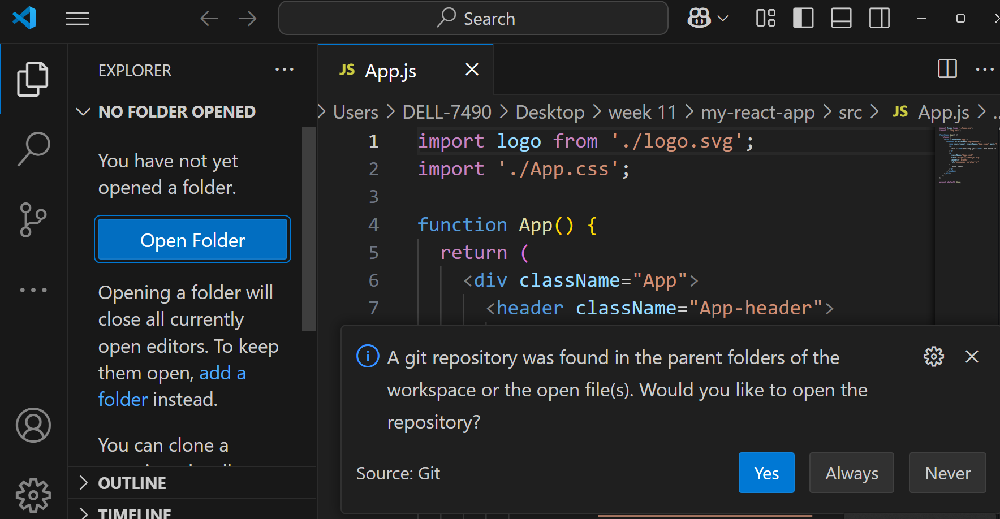 Search
EXPLORER
NO FOLDER OPENED
You have not yet
opened a folder.
Open Folder
Opening a folder will
close all currently
open editors. To keep
them open, add a
folder instead.
You can clone a
OUTLINE
TIMELINE
JS App.js
Users > DELL-7490 > Desktop > week 11 > my-react-app > src > JS App.js > ..
1 import logo from './logo.svg';
2 import './App.css';
3
4 function App() {
5 return (
6 <div className="App">
7 <header className="App-header">
A git repository was found in the parent folders of the
workspace or the open file(s). Would you like to open the
repository?
Source: Git
Yes
Always
Never